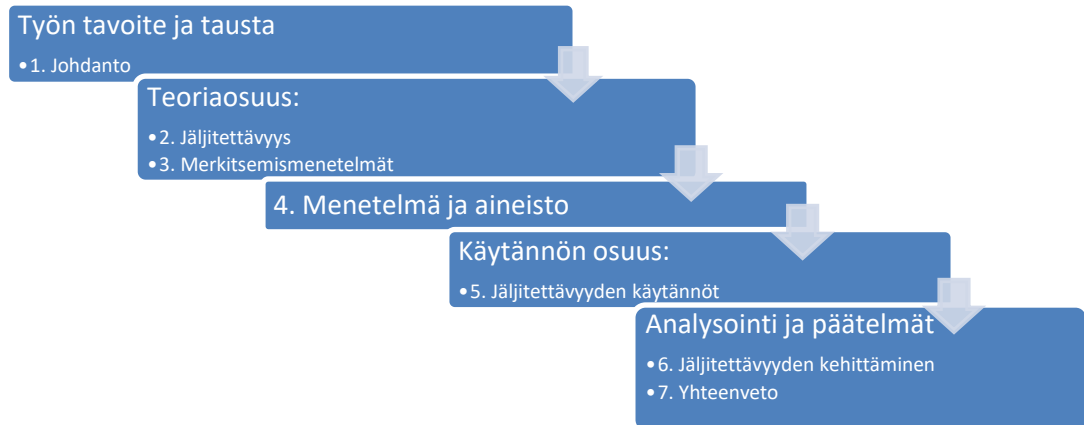 Työn tavoite ja tausta
•1. Johdanto
Teoriaosuus:
•2. Jäljitettävyys
•3. Merkitsemismenetelmät
4. Menetelmä ja aineisto
Käytännön osuus:
•5. Jäljitettävyyden käytännöt
Analysointi ja päätelmät
•6. Jäljitettävyyden kehittäminen
•7. Yhteenveto